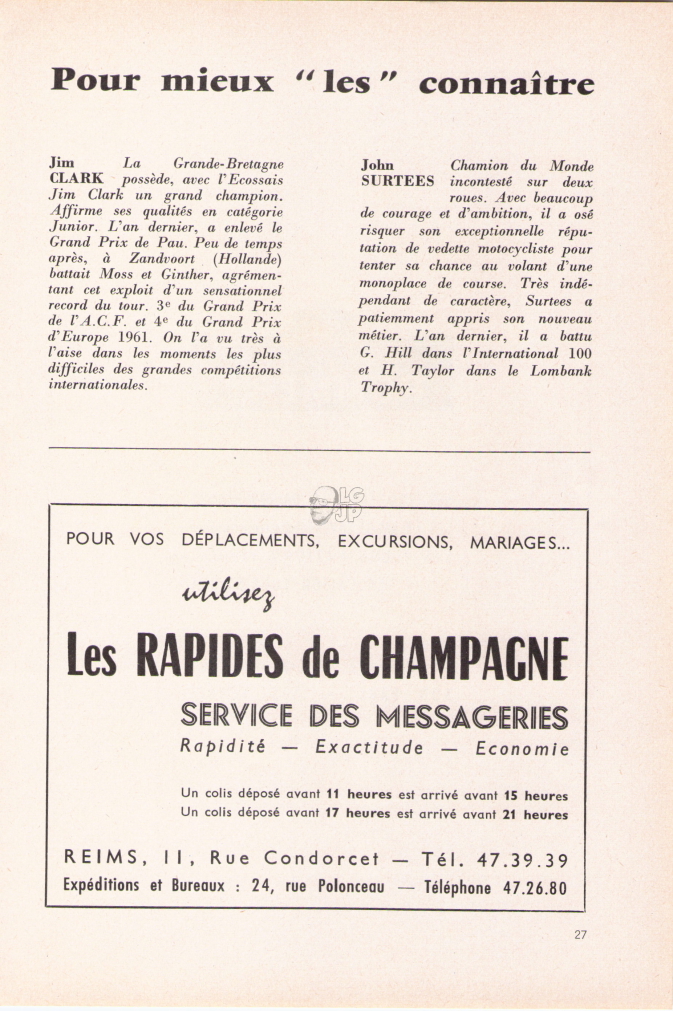 Pour mieux “les” connaître
Jim La Grande-Bretagne
CLARK possède, avec l'Ecossais
Jim Clark un grand champion.
Affirme ses qualités en catégorie
Junior. L'an dernier, a enlevé le
Grand Prix de Pau. Peu de temps
après, à Zandvoort (Hollande)
battait Moss et Ginther, agrémen-
tant cet exploit d'un sensationnel
record du tour. 3e du Grand Prix
de l'A.C.F. et 4e du Grand Prix
d'Europe 1961. On l'a vu très à
l'aise dans les moments les plus
difficiles des grandes compétitions
internationales.
John Chamion du Monde
SURTEES incontesté sur deux
roues. Avec beaucoup
de courage et d'ambition, il a osé
risquer son exceptionnelle répu-
tation de vedette motocycliste pour
tenter sa chance au volant d'une
monoplace de course. Très indé-
pendant de caractère, Surtees a
patiemment appris son nouveau
métier. L'an dernier, il a battu
G. Hill dans l'International 100
et H. Taylor dans le Lombank
Trophy.
LG
JP
POUR VOS DÉPLACEMENTS, EXCURSIONS, MARIAGES...
utilisez
Les RAPIDES de CHAMPAGNE
SERVICE DES MESSAGERIES
Rapidité — Exactitude — Economie
Un colis déposé avant 11 heures est arrivé avant 15 heures
Un colis déposé avant 17 heures est arrivé avant 21 heures
REIMS, 11, Rue Condorcet — Tél. 47.39.39
Expéditions et Bureaux : 24, rue Polonceau — Téléphone 47.26.80
27